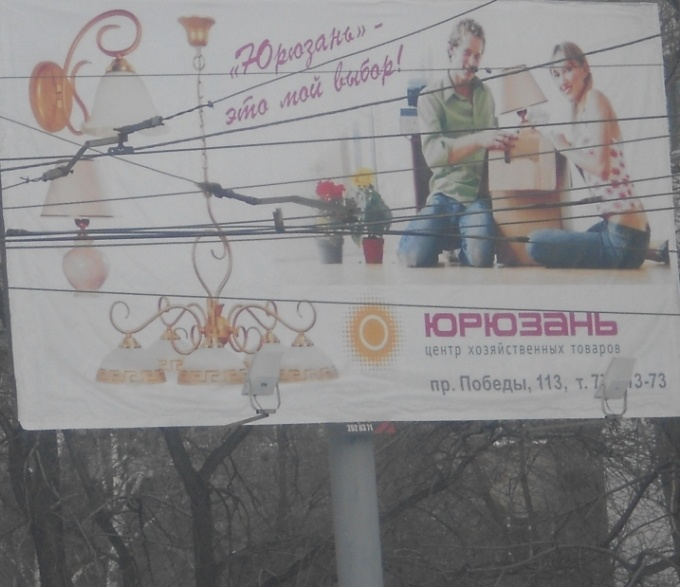 "Юрюзань" -
это мой выбор!
ЮРЮЗАНЬ
центр хозяйственных товаров
пр. Победы, 113, т.